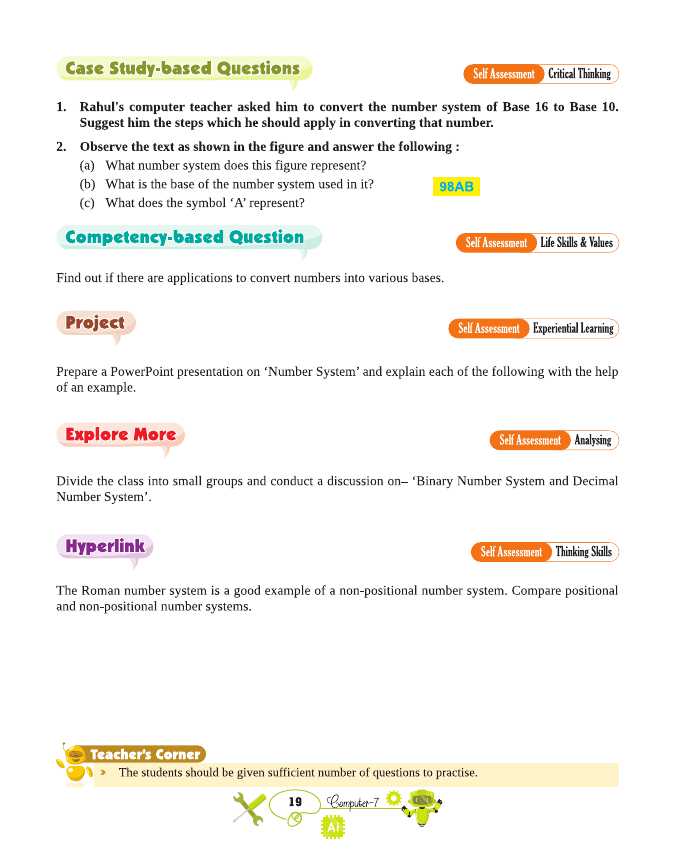 Case Study-based Questions
Self Assessment Critical Thinking
1. Rahul's computer teacher asked him to convert the number system of Base 16 to Base 10.
Suggest him the steps which he should apply in converting that number.
2. Observe the text as shown in the figure and answer the following :
(a) What number system does this figure represent?
(b) What is the base of the number system used in it?
98AB
(c) What does the symbol ‘A’ represent?
Competency-based Question
Self Assessment Life Skills & Values
Find out if there are applications to convert numbers into various bases.
Project
Self Assessment Experiential Learning
Prepare a PowerPoint presentation on ‘Number System’ and explain each of the following with the help
of an example.
Explore More
Self Assessment Analysing
Divide the class into small groups and conduct a discussion on– ‘Binary Number System and Decimal
Number System’.
Hyperlink
Self Assessment Thinking Skills
The Roman number system is a good example of a non-positional number system. Compare positional
and non-positional number systems.
Teacher's Corner
» The students should be given sufficient number of questions to practise.
19 Computer-7
AI